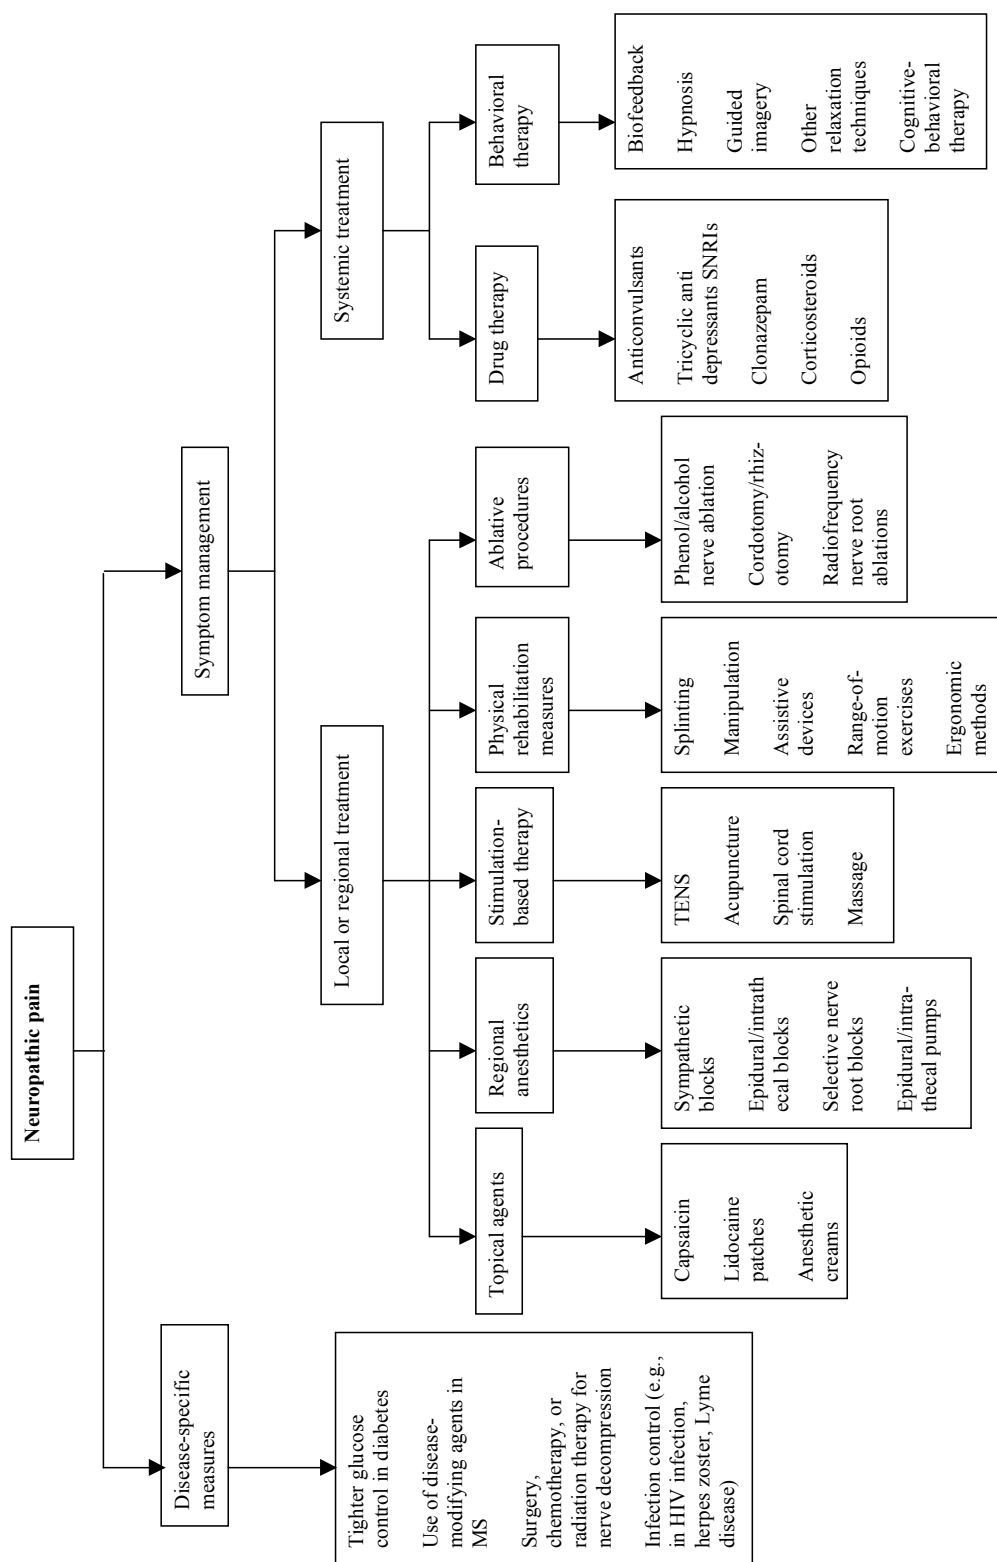 Neuropathic pain
Disease-specific
measures
Symptom management
Local or regional treatment
Systemic treatment
Topical agents
Regional
anesthetics
Stimulation-
based therapy
Physical
rehabilitation
measures
Ablative
procedures
Drug therapy
Behavioral
therapy
Tighter glucose
control in diabetes
Use of disease-
modifying agents in
MS
Surgery,
chemotherapy, or
radiation therapy for
nerve decompression
Infection control (e.g.,
in HIV infection,
herpes zoster, Lyme
disease)
Capsaicin
Lidocaine
patches
Anesthetic
creams
Sympathetic
blocks
Epidural/intrath
ecal blocks
Selective nerve
root blocks
Epidural/intra-
thecal pumps
TENS
Acupuncture
Spinal cord
stimulation
Massage
Splinting
Manipulation
Assistive
devices
Range-of-
motion
exercises
Ergonomic
methods
Phenol/alcohol
nerve ablation
Cordotomy/rhiz-
otomy
Radiofrequency
nerve root
ablations
Anticonvulsants
Tricyclic anti
depressants SNRIs
Clonazepam
Corticosteroids
Opioids
Biofeedback
Hypnosis
Guided
imagery
Other
relaxation
techniques
Cognitive-
behavioral
therapy